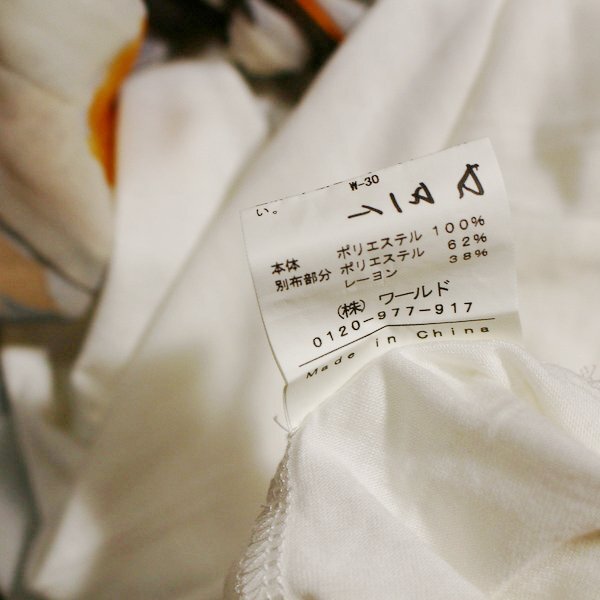 W-30
い。
本体 ポリエステル 100%
別布部分 ポリエステル 62%
レーヨン 38%
(株) ワールド
0120-977-917
Made in China